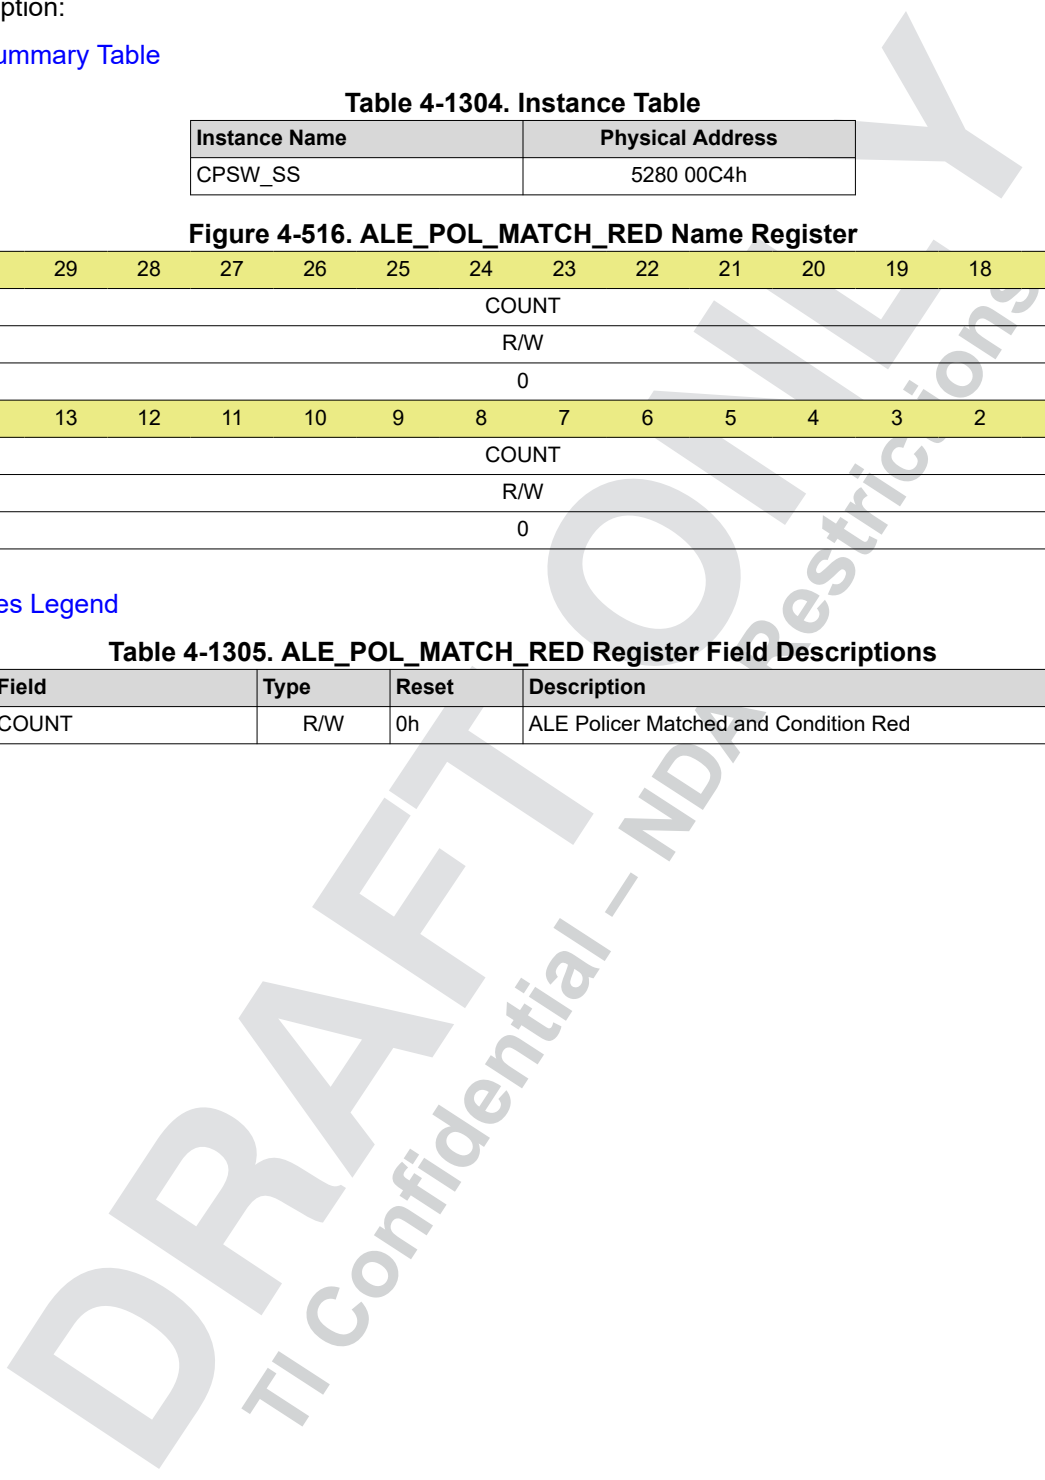 ption:
ummary Table
Table 4-1304. Instance Table
Instance Name Physical Address
CPSW_SS 5280 00C4h
Figure 4-516. ALE_POL_MATCH_RED Name Register
29 28 27 26 25 24 23 22 21 20 19 18
COUNT
R/W
0
13 12 11 10 9 8 7 6 5 4 3 2
COUNT
R/W
0
es Legend
Table 4-1305. ALE_POL_MATCH_RED Register Field Descriptions
Field Type Reset Description
COUNT R/W 0h ALE Policer Matched and Condition Red
DRAFT ONLY
TI Confidential – NDA Restrictions